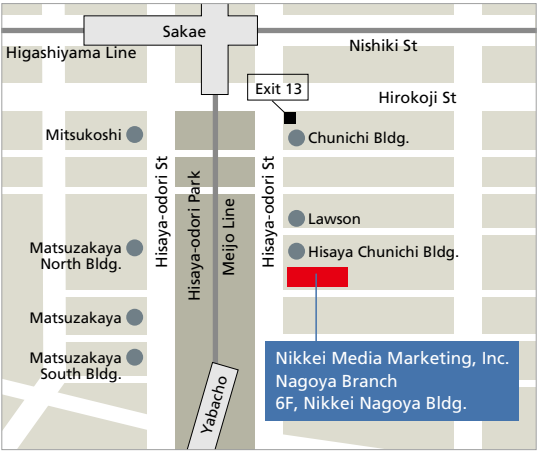 Sakae
Higashiyama Line
Nishiki St
Exit 13
Hirokoji St
Mitsukoshi
Chunichi Bldg.
Hisaya-odori St
Hisaya-odori Park
Meijo Line
Hisaya-odori St
Lawson
Matsuzakaya
North Bldg.
Hisaya Chunichi Bldg.
Matsuzakaya
Matsuzakaya
South Bldg.
Nikkei Media Marketing, Inc.
Nagoya Branch
6F, Nikkei Nagoya Bldg.
Yabacho